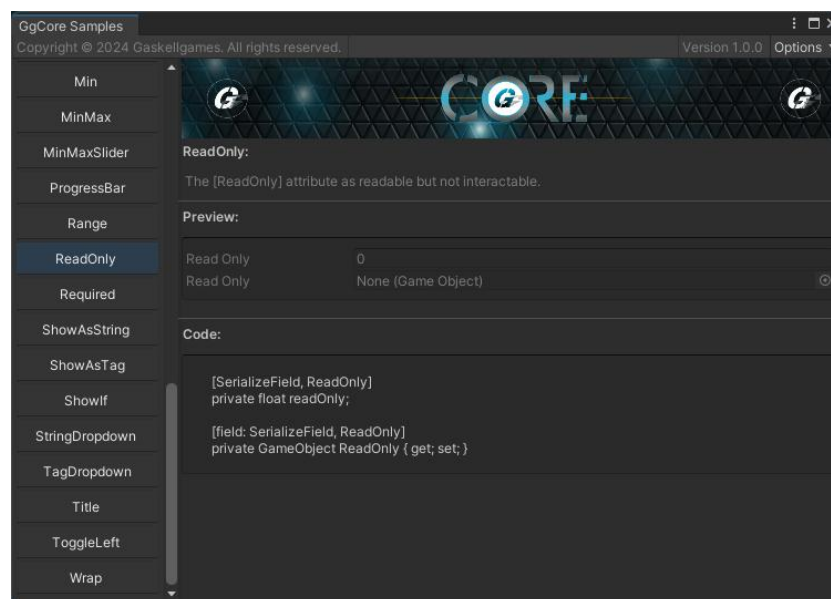 GgCore Samples
Copyright © 2024 Gaskellgames. All rights reserved.
Version 1.0.0
Options
Min
MinMax
MinMaxSlider
ProgressBar
Range
ReadOnly
Required
ShowAsString
ShowAsTag
ShowIf
StringDropdown
TagDropdown
Title
ToggleLeft
Wrap
G
CGRE
G
ReadOnly:
The [ReadOnly] attribute as readable but not interactable.
Preview:
Read Only 0
Read Only None (Game Object)
Code:
[SerializeField, ReadOnly]
private float readOnly;
[field: SerializeField, ReadOnly]
private GameObject ReadOnly { get; set; }